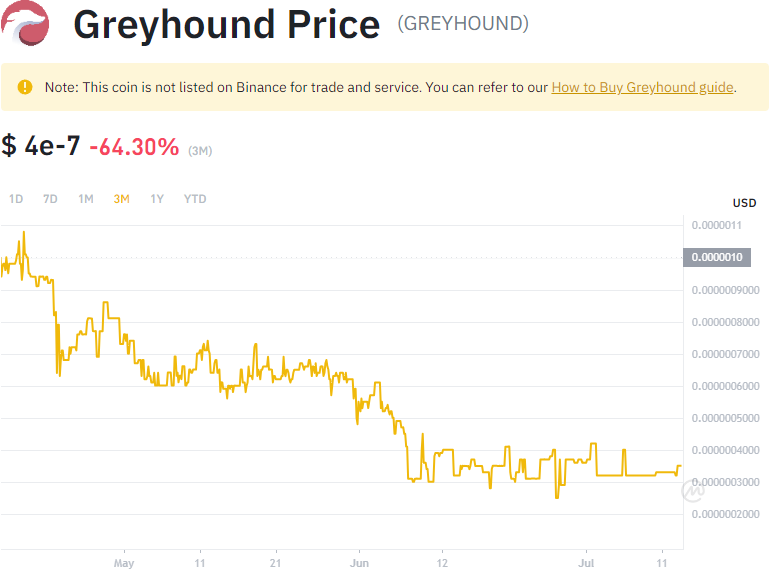 Greyhound Price (GREYHOUND)
Note: This coin is not listed on Binance for trade and service. You can refer to our How to Buy Greyhound guide.
$ 4e-7 -64.30% (3M)
1D 7D 1M 3M 1Y YTD
USD
0.0000011
0.0000010
0.0000009000
0.0000008000
0.0000007000
0.0000006000
0.0000005000
0.0000004000
0.0000003000
0.0000002000
May 11 21 Jun 12 Jul 11